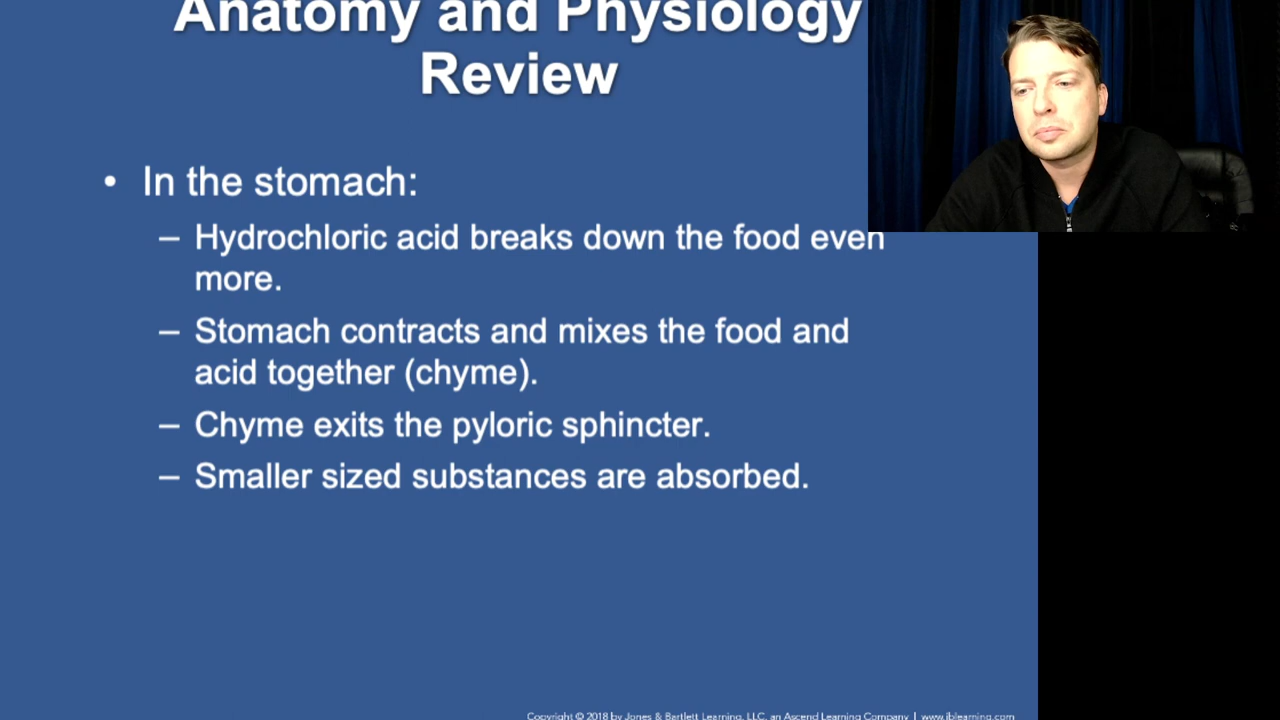 Anatomy and Physiology
Review
• In the stomach:
– Hydrochloric acid breaks down the food even
more.
– Stomach contracts and mixes the food and
acid together (chyme).
– Chyme exits the pyloric sphincter.
– Smaller sized substances are absorbed.
Copyright © 2018 by Jones & Bartlett Learning, LLC, an Ascend Learning Company | www.jblearning.com